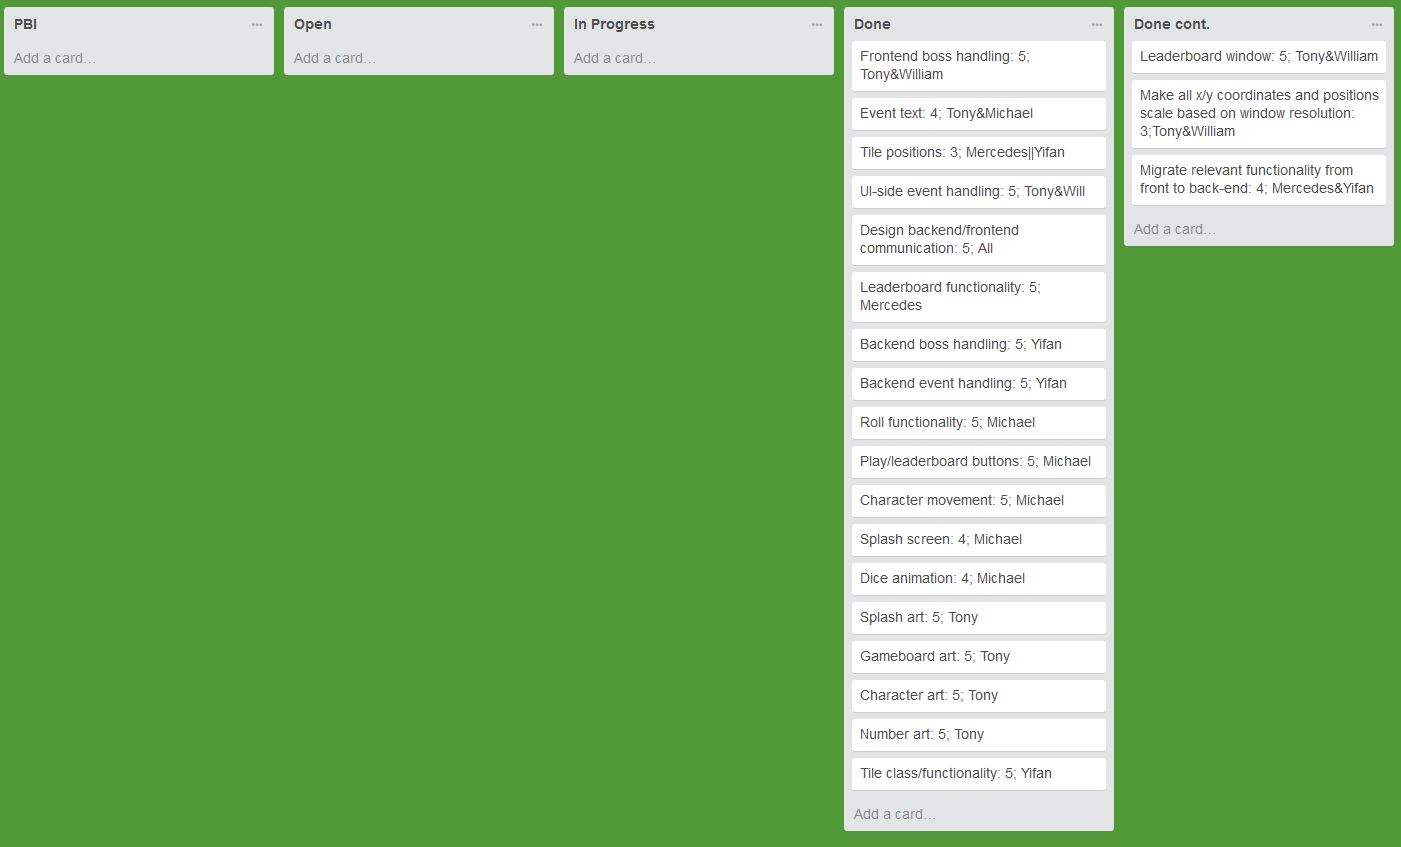 PBI
Add a card...
Open
Add a card...
In Progress
Add a card...
Done
Frontend boss handling: 5;
Tony&William
Event text: 4; Tony&Michael
Tile positions: 3; Mercedes||Yifan
UI-side event handling: 5; Tony&Will
Design backend/frontend
communication: 5; All
Leaderboard functionality: 5;
Mercedes
Backend boss handling: 5; Yifan
Backend event handling: 5; Yifan
Roll functionality: 5; Michael
Play/leaderboard buttons: 5; Michael
Character movement: 5; Michael
Splash screen: 4; Michael
Dice animation: 4; Michael
Splash art: 5; Tony
Gameboard art: 5; Tony
Character art: 5; Tony
Number art: 5; Tony
Tile class/functionality: 5; Yifan
Add a card...
Done cont.
Leaderboard window: 5; Tony&William
Make all x/y coordinates and positions
scale based on window resolution:
3;Tony&William
Migrate relevant functionality from
front to back-end: 4; Mercedes&Yifan
Add a card...